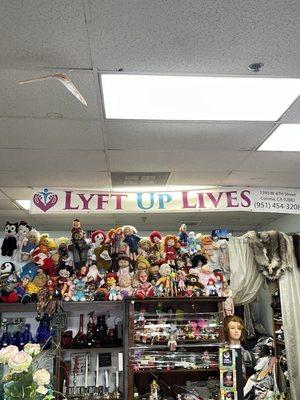 LYFT UP LIVES
1390 W. 6TH Street
Corona, CA 92882
(951) 454-3208